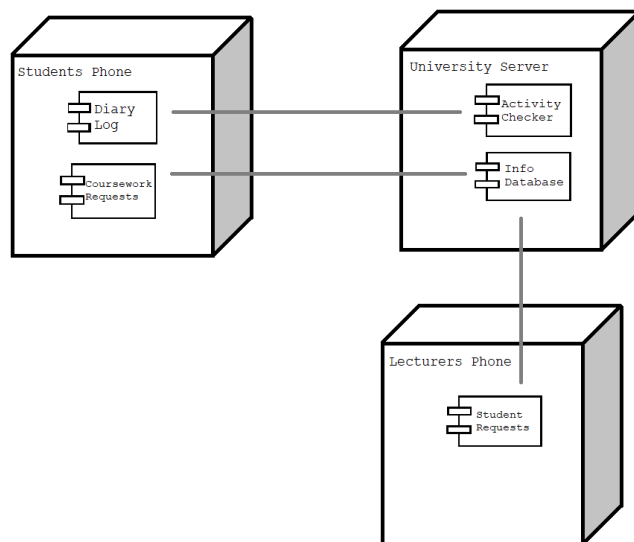 Students Phone
Diary
Log
Coursework
Requests
University Server
Activity
Checker
Info
Database
Lecturers Phone
Student
Requests